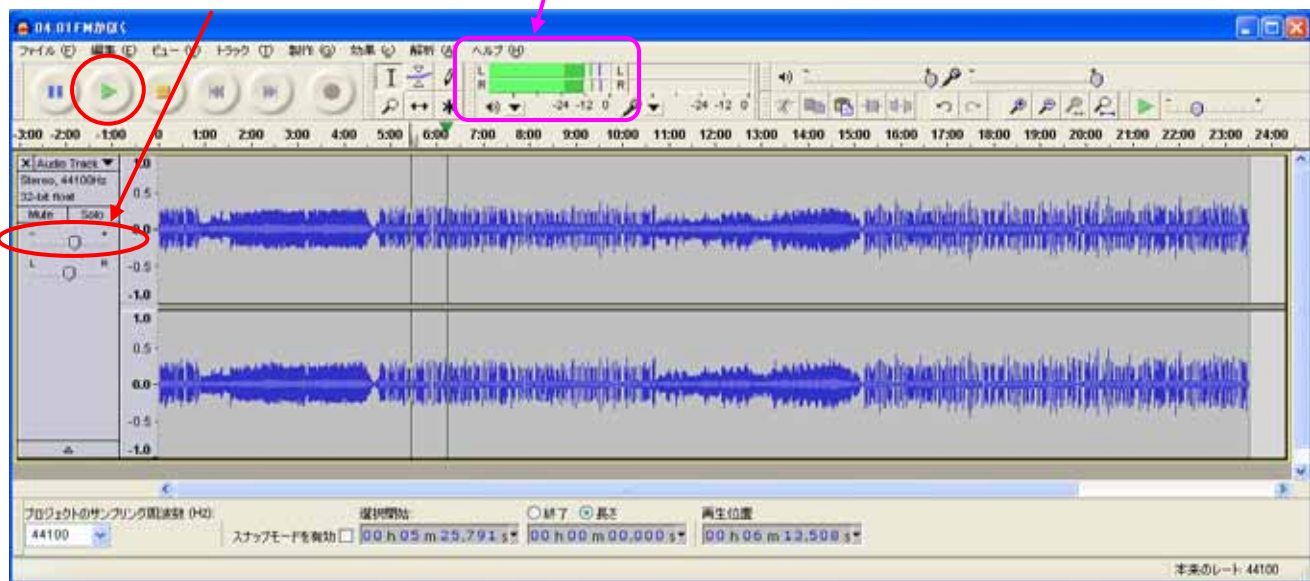 04.01FMかほく
ファイル (F) 編集 (E) ビュー (V) トラック (T) 製作 (G) 効果 (C) 解析 (A) ヘルプ (H)
L L
R R
-24 -12 0 -24 -12 0
-3:00 -2:00 -1:00 0 1:00 2:00 3:00 4:00 5:00 6:00 7:00 8:00 9:00 10:00 11:00 12:00 13:00 14:00 15:00 16:00 17:00 18:00 19:00 20:00 21:00 22:00 23:00 24:00
X Audio Track 1.0
Stereo, 44100Hz
32-bit float 0.5
Mute Solo
- + 0.0
L R -0.5
-1.0
1.0
0.5
0.0
-0.5
-1.0
プロジェクトのサンプリング周波数 (Hz): 選択開始: 終了 長さ 再生位置
44100 スナップモードを有効 00 h 05 m 25.791 s 00 h 00 m 00.000 s 00 h 06 m 12.508 s
本来のレート: 44100